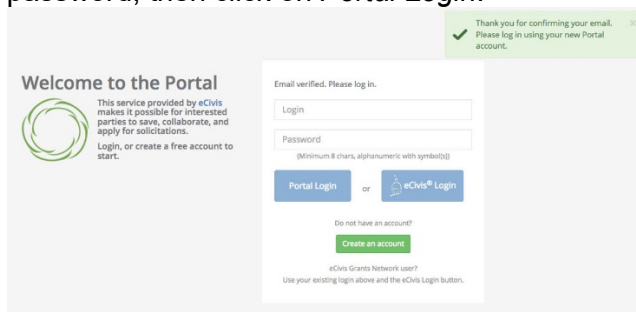 password, then click on Portal Login.
Thank you for confirming your email.
Please log in using your new Portal
account.
Welcome to the Portal
This service provided by eCivis
makes it possible for interested
parties to save, collaborate, and
apply for solicitations.
Login, or create a free account to
start.
Email verified. Please log in.
Login
Password
(Minimum 8 chars, alphanumeric with symbol(s))
Portal Login or eCivis® Login
Do not have an account?
Create an account
eCivis Grants Network user?
Use your existing login above and the eCivis Login button.